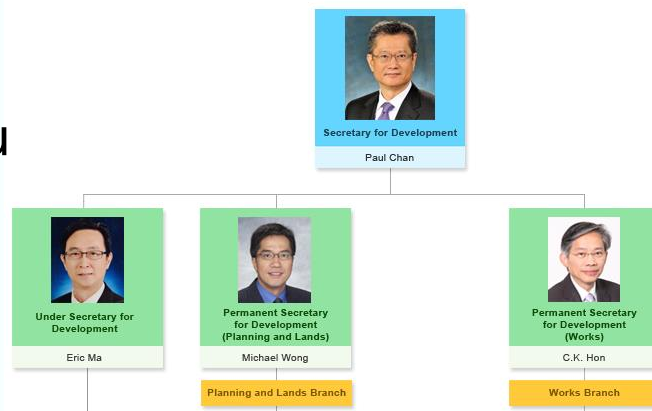 Secretary for Development
Paul Chan
Under Secretary for
Development
Eric Ma
Permanent Secretary
for Development
(Planning and Lands)
Michael Wong
Planning and Lands Branch
Permanent Secretary
for Development
(Works)
C.K. Hon
Works Branch